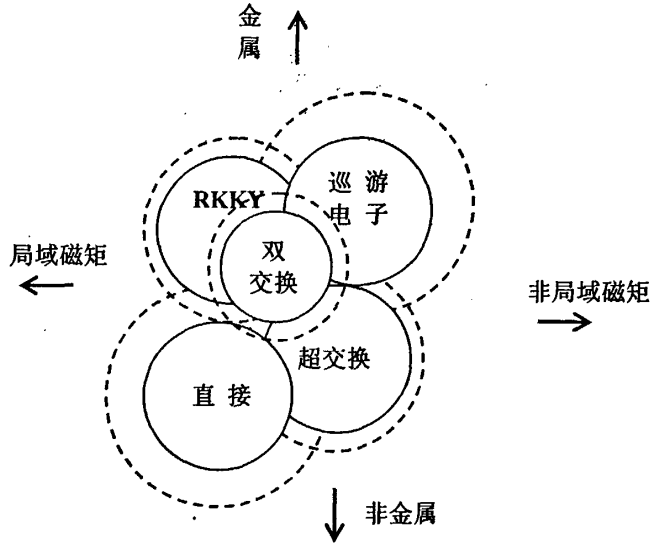 金
属
RKKY
巡 游
电 子
双
交换
局域磁矩
非局域磁矩
超交换
直 接
非金属